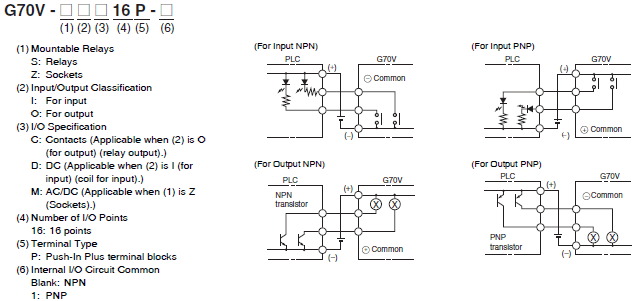 G70V - □ □ □ 16 P - □
(1) (2) (3) (4) (5) (6)
(1) Mountable Relays
S: Relays
Z: Sockets
(2) Input/Output Classification
I: For input
O: For output
(3) I/O Specification
C: Contacts (Applicable when (2) is O
(for output) (relay output).)
D: DC (Applicable when (2) is I (for
input) (coil for input).)
M: AC/DC (Applicable when (1) is Z
(Sockets).)
(4) Number of I/O Points
16: 16 points
(5) Terminal Type
P: Push-In Plus terminal blocks
(6) Internal I/O Circuit Common
Blank: NPN
1: PNP
(For Input NPN)
PLC
(+)
G70V
⊖ Common
(–)
(For Input PNP)
PLC
(+)
G70V
(–)
⊕ Common
(For Output NPN)
PLC
(+)
G70V
NPN
transistor
⊕ Common
(–)
(For Output PNP)
PLC
(+)
G70V
⊖Common
PNP
transistor
(–)